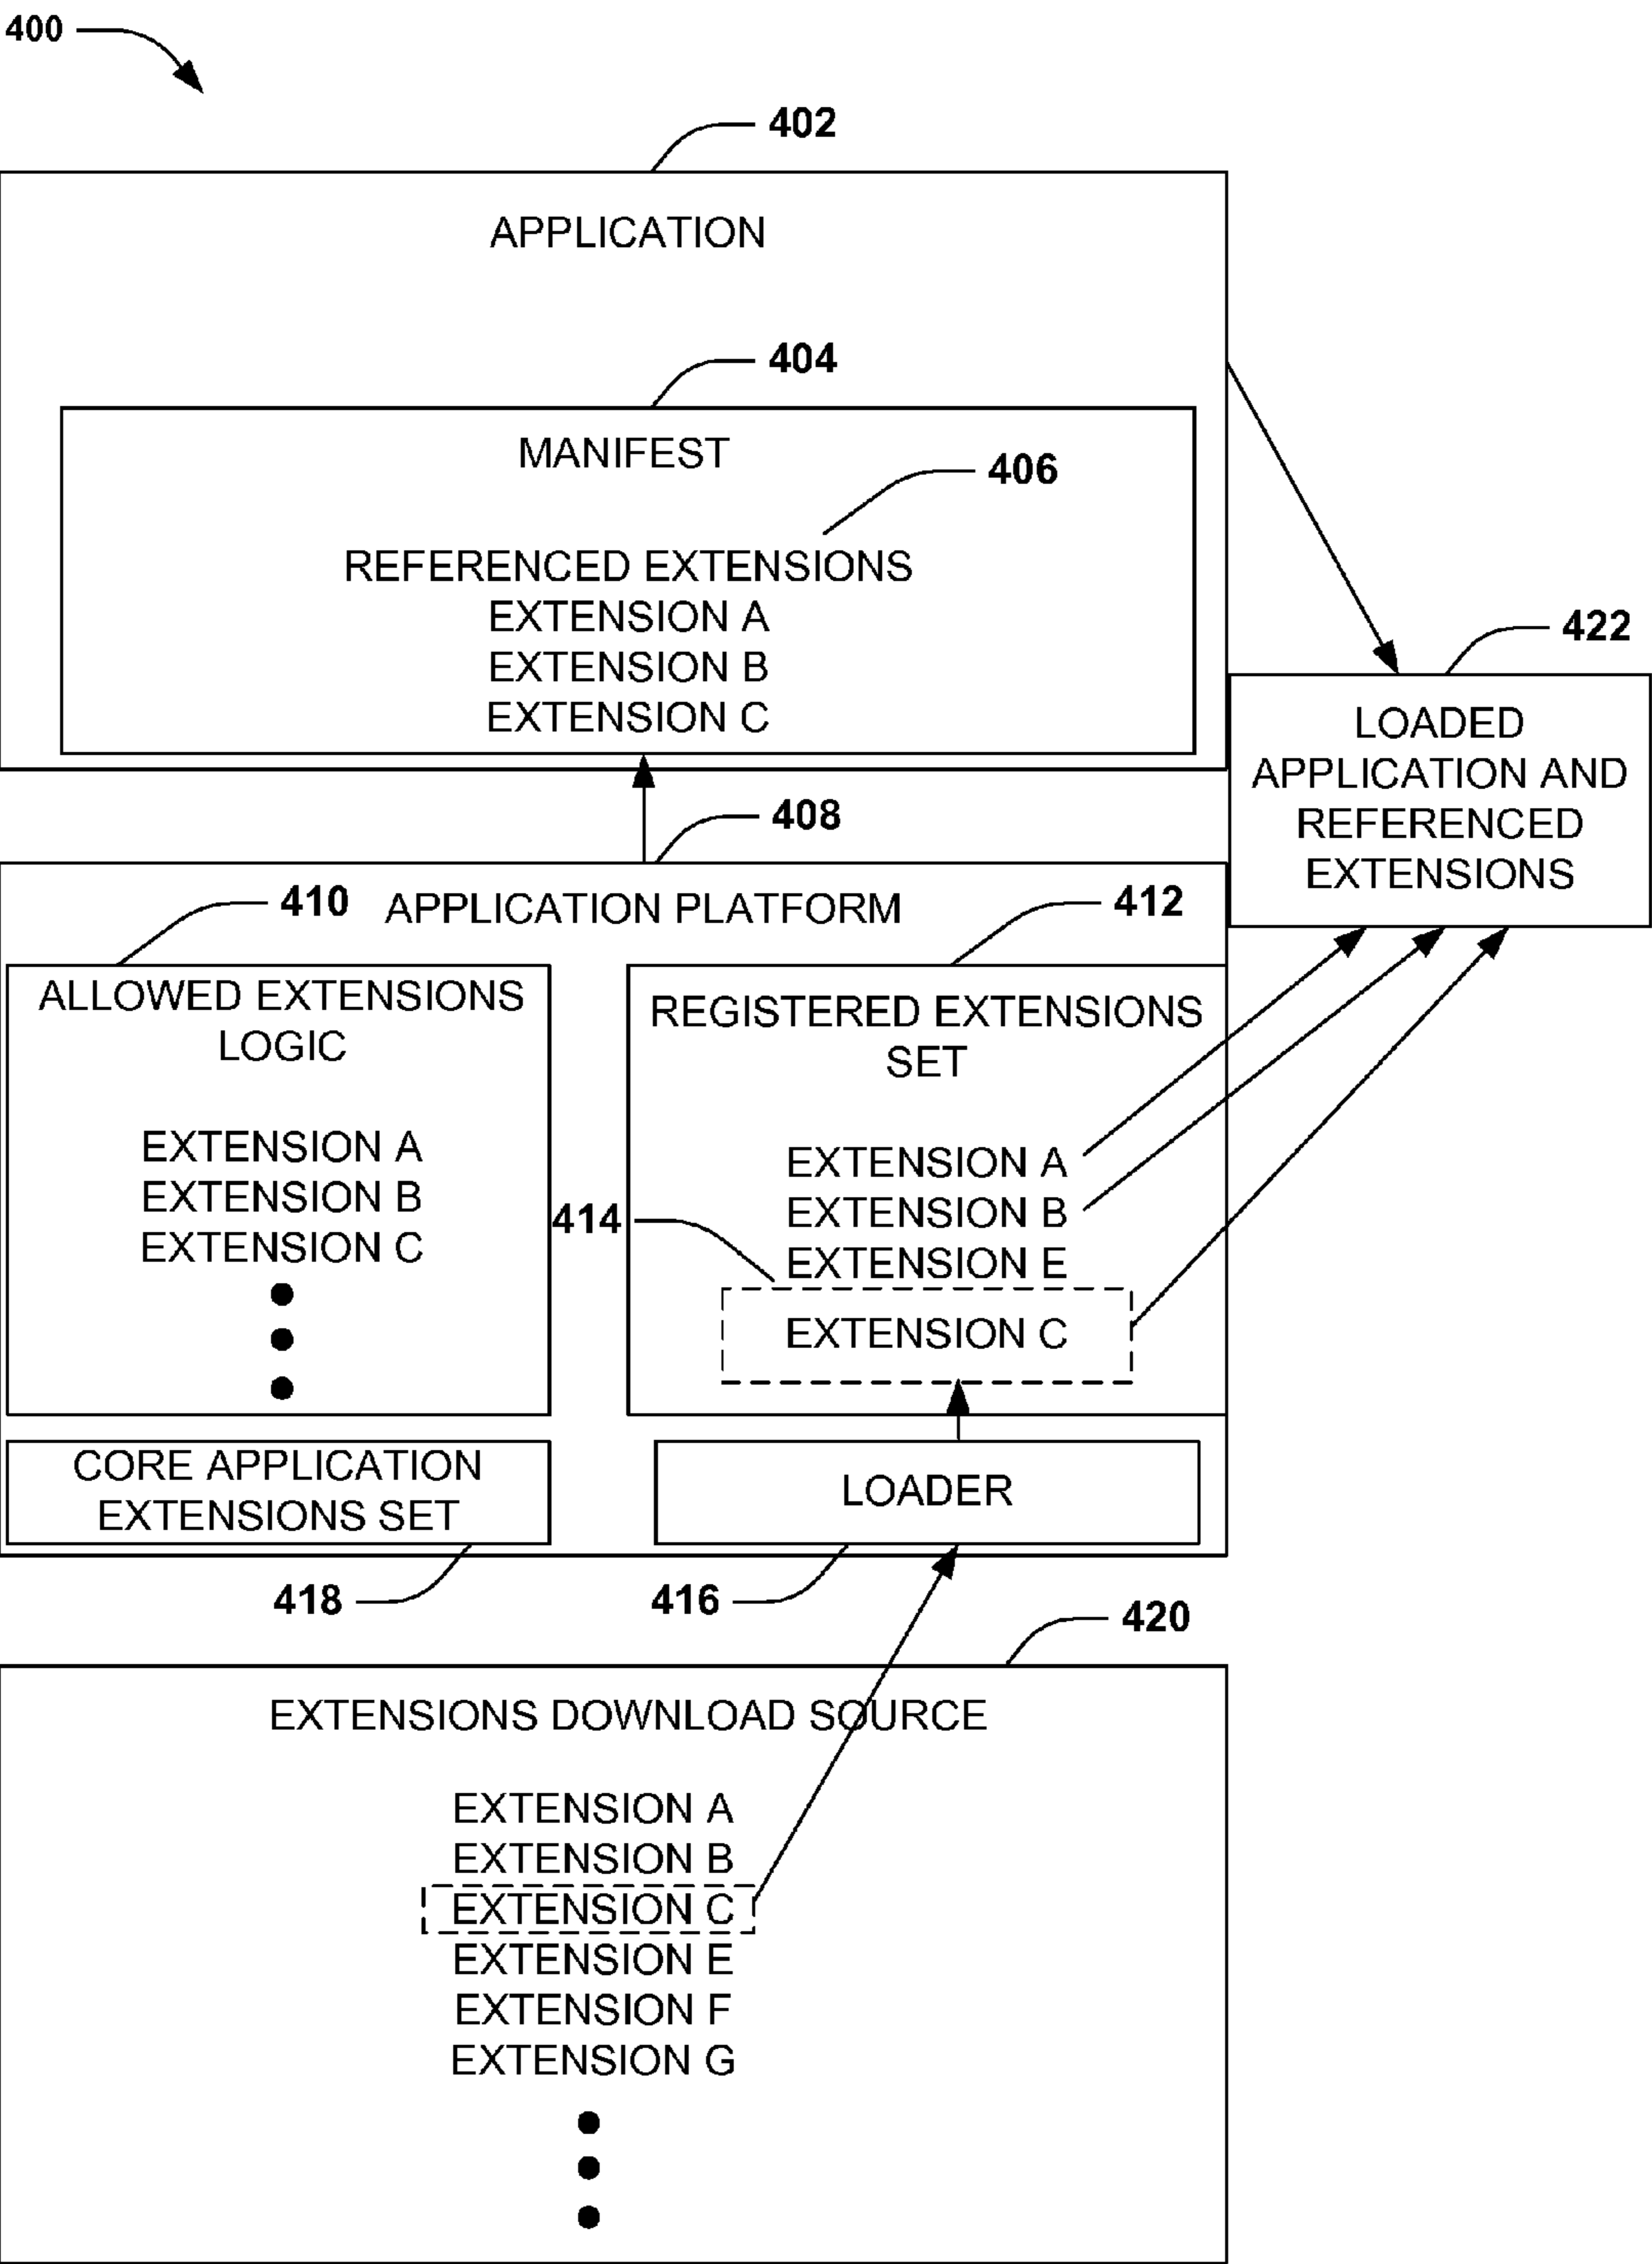 400
402
APPLICATION
404
MANIFEST
406
REFERENCED EXTENSIONS
EXTENSION A
EXTENSION B
EXTENSION C
422
LOADED
APPLICATION AND
REFERENCED
EXTENSIONS
408
APPLICATION PLATFORM
410
ALLOWED EXTENSIONS
LOGIC
EXTENSION A
EXTENSION B
EXTENSION C
412
REGISTERED EXTENSIONS
SET
EXTENSION A
EXTENSION B
EXTENSION E
414
EXTENSION C
CORE APPLICATION
EXTENSIONS SET
LOADER
418
416
420
EXTENSIONS DOWNLOAD SOURCE
EXTENSION A
EXTENSION B
EXTENSION C
EXTENSION E
EXTENSION F
EXTENSION G